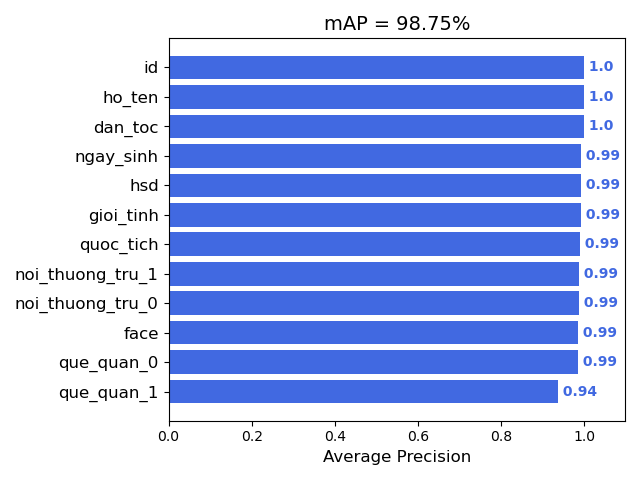 mAP = 98.75%
id 1.0
ho_ten 1.0
dan_toc 1.0
ngay_sinh 0.99
hsd 0.99
gioi_tinh 0.99
quoc_tich 0.99
noi_thuong_tru_1 0.99
noi_thuong_tru_0 0.99
face 0.99
que_quan_0 0.99
que_quan_1 0.94
0.0 0.2 0.4 0.6 0.8 1.0
Average Precision